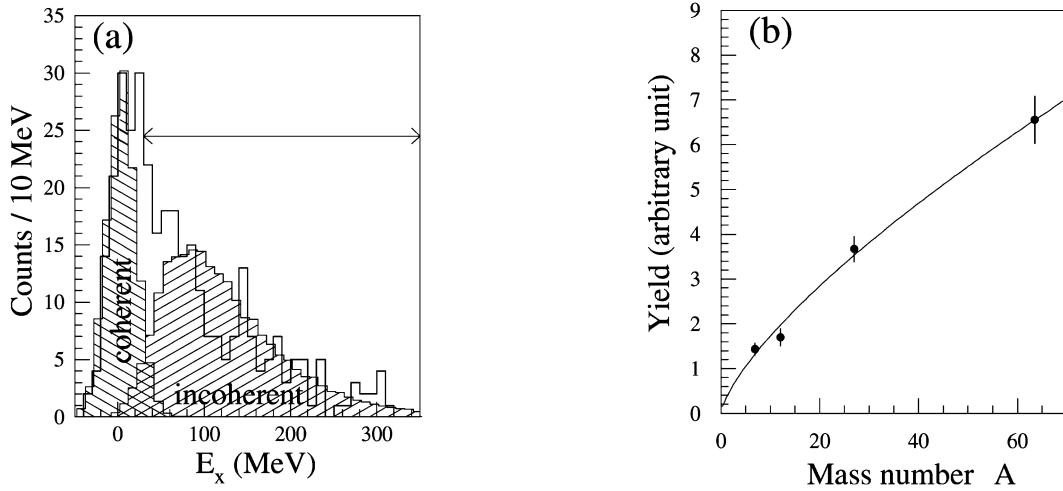 (a)
Counts / 10 MeV
35
30
25
20
15
10
5
0
coherent
incoherent
0 100 200 300
E_x (MeV)
(b)
Yield (arbitrary unit)
9
8
7
6
5
4
3
2
1
0
0 20 40 60
Mass number A